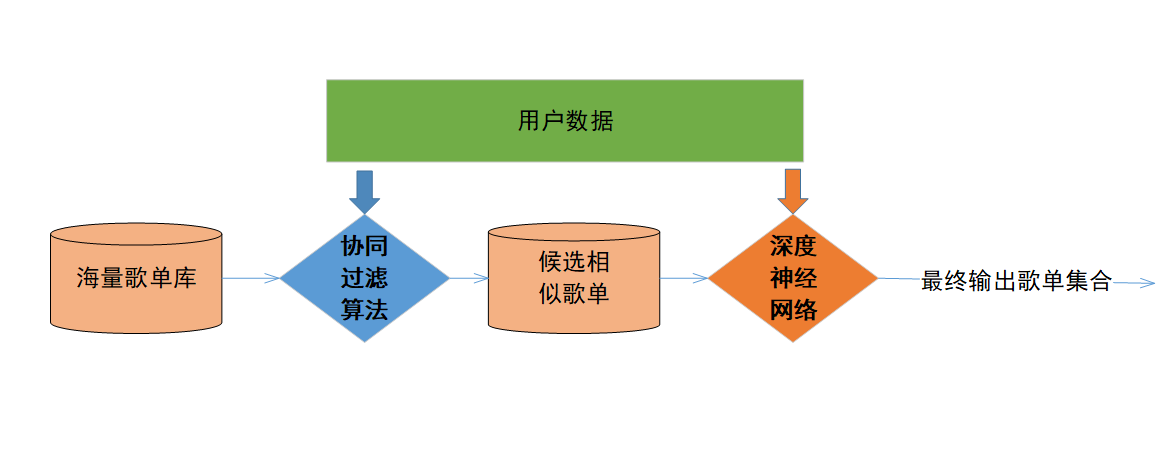 用户数据
海量歌单库
协同
过滤
算法
候选相
似歌单
深度
神经
网络
最终输出歌单集合